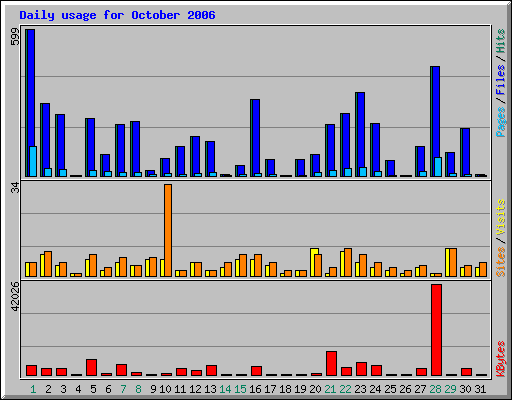 Daily usage for October 2006
599
Pages / Files / Hits
34
Sites / Visits
42026
KBytes
1 2 3 4 5 6 7 8 9 10 11 12 13 14 15 16 17 18 19 20 21 22 23 24 25 26 27 28 29 30 31